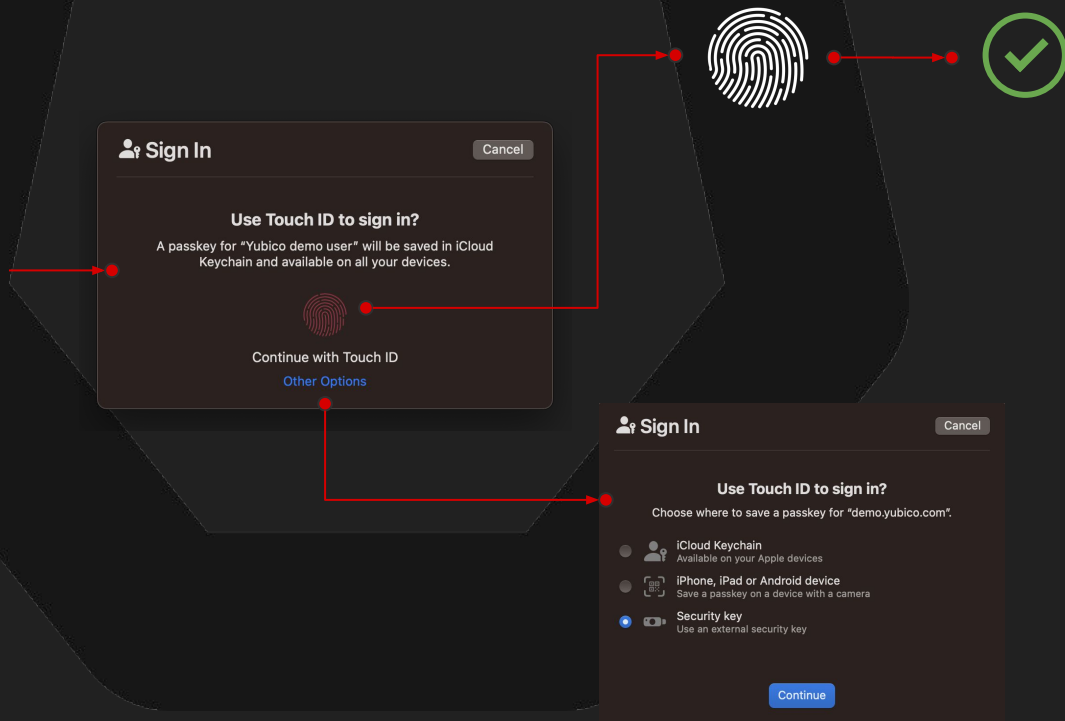 Sign In
Cancel
Use Touch ID to sign in?
A passkey for “Yubico demo user” will be saved in iCloud
Keychain and available on all your devices.
Continue with Touch ID
Other Options
Sign In
Cancel
Use Touch ID to sign in?
Choose where to save a passkey for “demo.yubico.com”.
iCloud Keychain
Available on your Apple devices
iPhone, iPad or Android device
Save a passkey on a device with a camera
Security key
Use an external security key
Continue